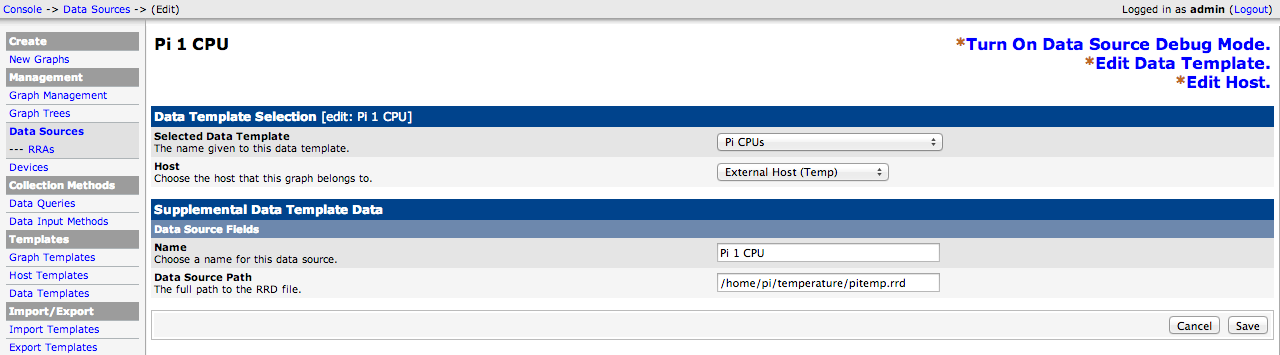 Console -> Data Sources -> (Edit)
Logged in as admin (Logout)
Create
New Graphs
Management
Graph Management
Graph Trees
Data Sources
--- RRAs
Devices
Collection Methods
Data Queries
Data Input Methods
Templates
Graph Templates
Host Templates
Data Templates
Import/Export
Import Templates
Export Templates
Pi 1 CPU
*Turn On Data Source Debug Mode.
*Edit Data Template.
*Edit Host.
Data Template Selection [edit: Pi 1 CPU]
Selected Data Template
The name given to this data template.
Pi CPUs
Host
Choose the host that this graph belongs to.
External Host (Temp)
Supplemental Data Template Data
Data Source Fields
Name
Choose a name for this data source.
Pi 1 CPU
Data Source Path
The full path to the RRD file.
/home/pi/temperature/pitemp.rrd
Cancel
Save